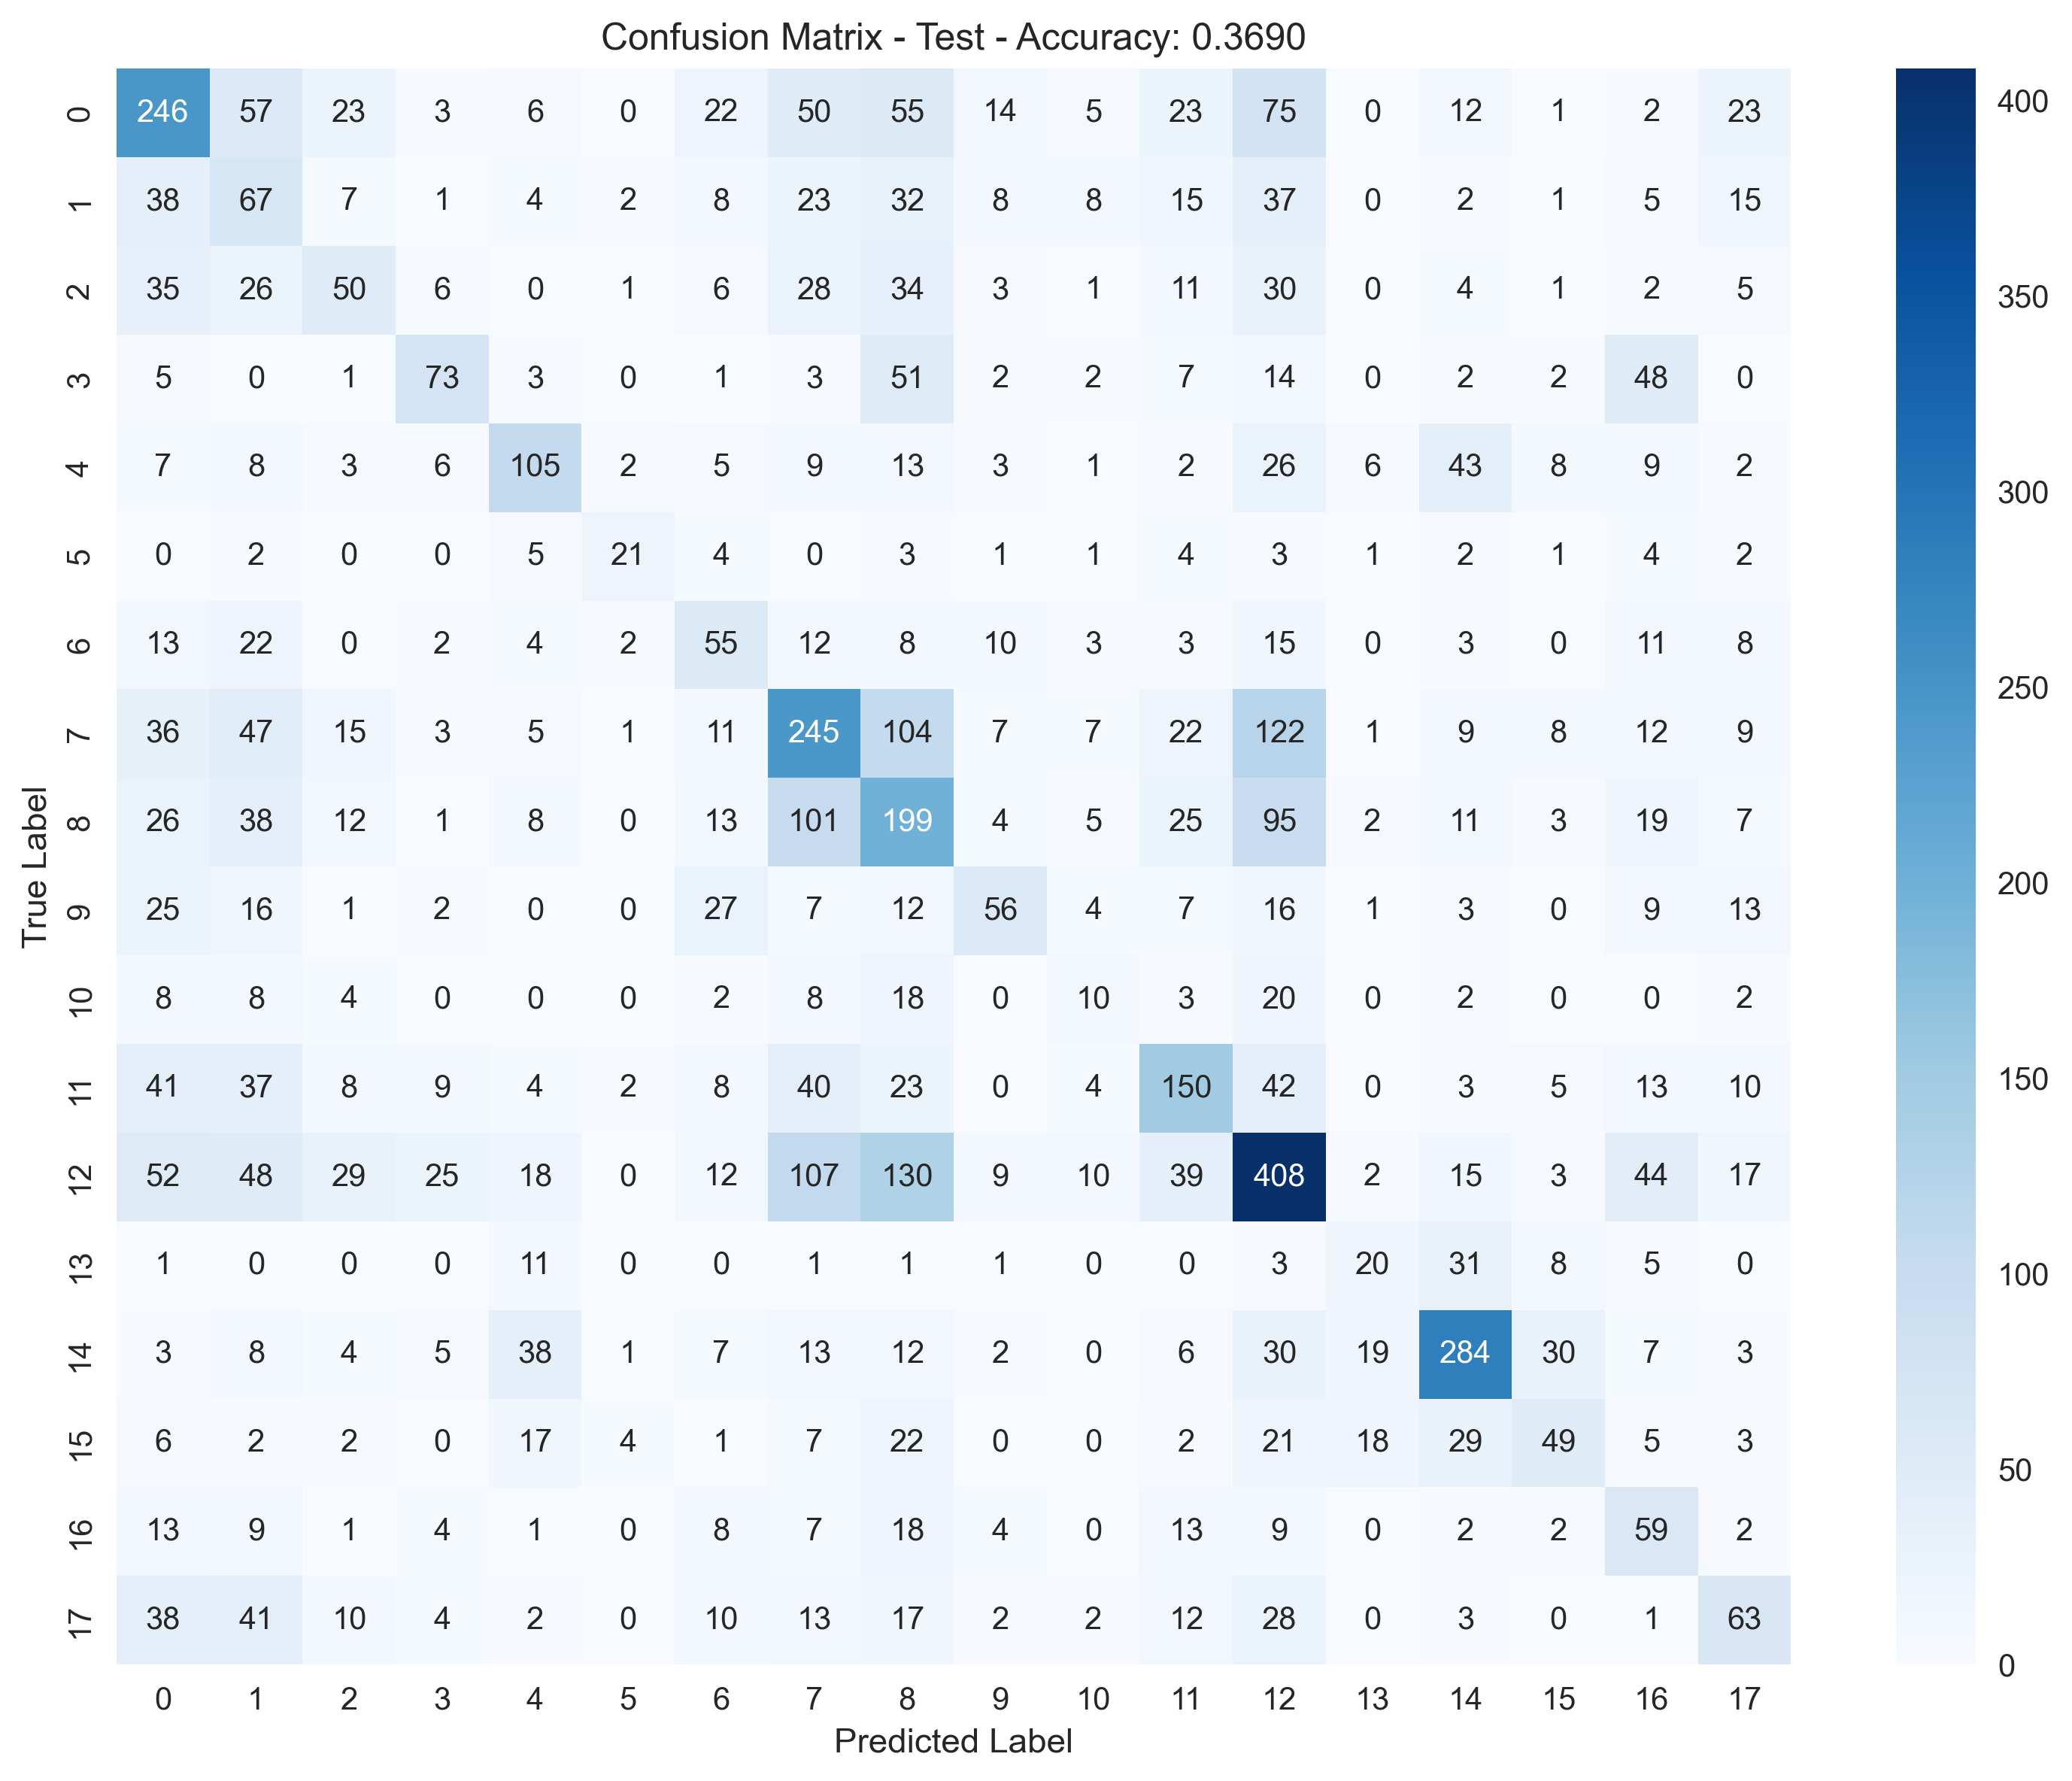 Confusion Matrix - Test - Accuracy: 0.3690
0 246 57 23 3 6 0 22 50 55 14 5 23 75 0 12 1 2 23
1 38 67 7 1 4 2 8 23 32 8 8 15 37 0 2 1 5 15
2 35 26 50 6 0 1 6 28 34 3 1 11 30 0 4 1 2 5
3 5 0 1 73 3 0 1 3 51 2 2 7 14 0 2 2 48 0
4 7 8 3 6 105 2 5 9 13 3 1 2 26 6 43 8 9 2
5 0 2 0 0 5 21 4 0 3 1 1 4 3 1 2 1 4 2
6 13 22 0 2 4 2 55 12 8 10 3 3 15 0 3 0 11 8
7 36 47 15 3 5 1 11 245 104 7 7 22 122 1 9 8 12 9
8 26 38 12 1 8 0 13 101 199 4 5 25 95 2 11 3 19 7
9 25 16 1 2 0 0 27 7 12 56 4 7 16 1 3 0 9 13
10 8 8 4 0 0 0 2 8 18 0 10 3 20 0 2 0 0 2
11 41 37 8 9 4 2 8 40 23 0 4 150 42 0 3 5 13 10
12 52 48 29 25 18 0 12 107 130 9 10 39 408 2 15 3 44 17
13 1 0 0 0 11 0 0 1 1 1 0 0 3 20 31 8 5 0
14 3 8 4 5 38 1 7 13 12 2 0 6 30 19 284 30 7 3
15 6 2 2 0 17 4 1 7 22 0 0 2 21 18 29 49 5 3
16 13 9 1 4 1 0 8 7 18 4 0 13 9 0 2 2 59 2
17 38 41 10 4 2 0 10 13 17 2 2 12 28 0 3 0 1 63
0 1 2 3 4 5 6 7 8 9 10 11 12 13 14 15 16 17
Predicted Label
True Label
400
350
300
250
200
150
100
50
0